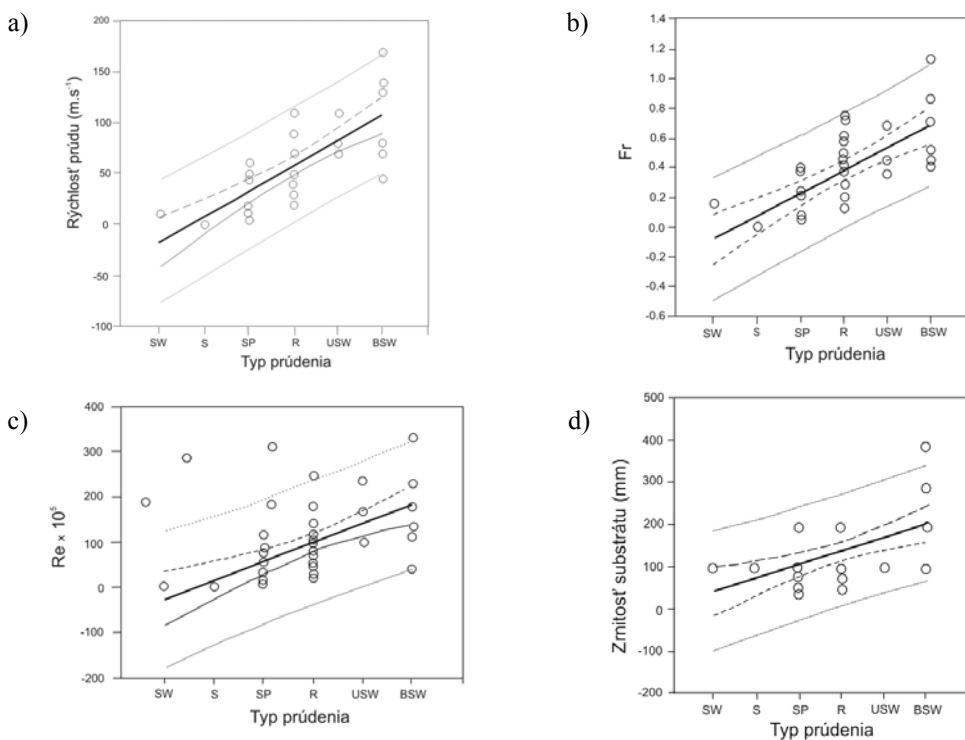 a)
200
150
100
50
0
-50
-100
Rýchlosť prúdu (m.s⁻¹)
SW S SP R USW BSW
Typ prúdenia
b)
1.4
1.2
1.0
0.8
0.6
0.4
0.2
0.0
-0.2
-0.4
-0.6
Fr
SW S SP R USW BSW
Typ prúdenia
c)
400
300
200
100
0
-100
-200
Re x 10⁵
SW S SP R USW BSW
Typ prúdenia
d)
500
400
300
200
100
0
-100
-200
Zrnitosť substrátu (mm)
SW S SP R USW BSW
Typ prúdenia